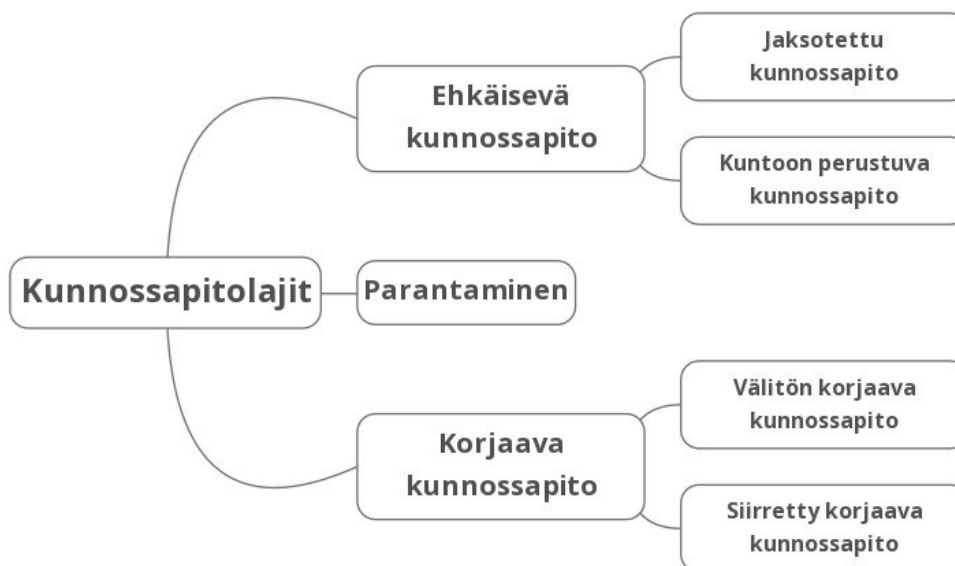 Jaksotettu
kunnossapito
Ehkäisevä
kunnossapito
Kuntoon perustuva
kunnossapito
Kunnossapitolajit
Parantaminen
Välitön korjaava
kunnossapito
Korjaava
kunnossapito
Siirretty korjaava
kunnossapito